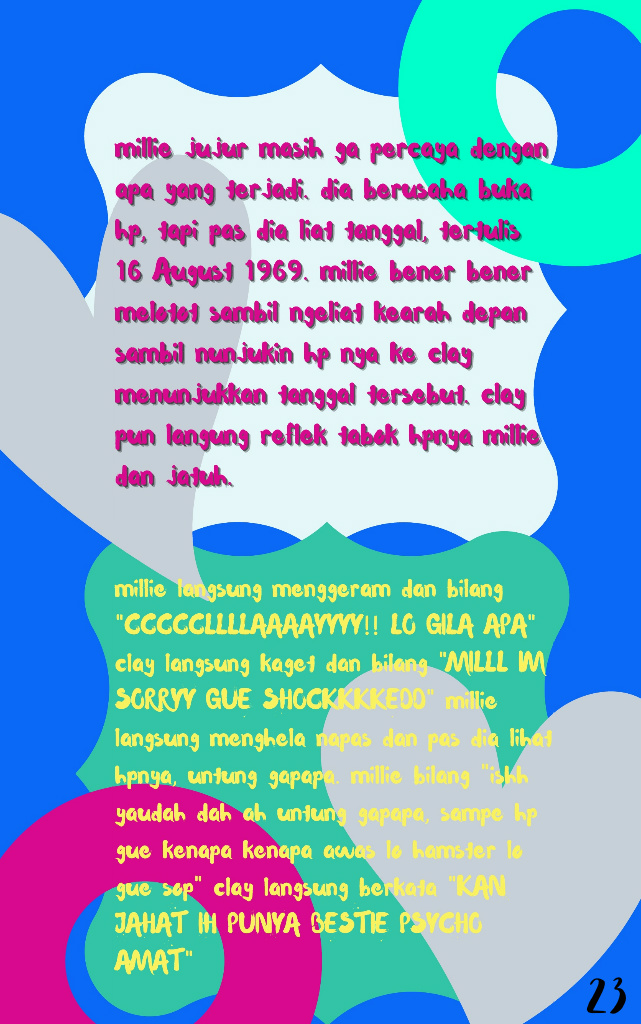 millie jujur masih ga percaya dengan
apa yang terjadi. dia berusaha buka
hp, tapi pas dia liat tanggal, tertulis
16 August 1969. millie bener bener
melotot sambil ngeliat kearah depan
sambil nunjukin hp nya ke clay
menunjukkan tanggal tersebut. clay
pun langung reflek tabok hpnya millie
dan jatuh.
millie langsung menggeram dan bilang
"CCCCCLLLLAAAAYYYY!! LO GILA APA"
clay langsung kaget dan bilang "MILLL IM
SORRYY GUE SHOCKKKKEDD" millie
langsung menghela napas dan pas dia lihat
hpnya, untung gapapa. millie bilang "ishh
yaudah dah ah untung gapapa, sampe hp
gue kenapa kenapa awas lo hamster lo
gue sop" clay langsung berkata "KAN
JAHAT IH PUNYA BESTIE PSYCHO
AMAT"
23